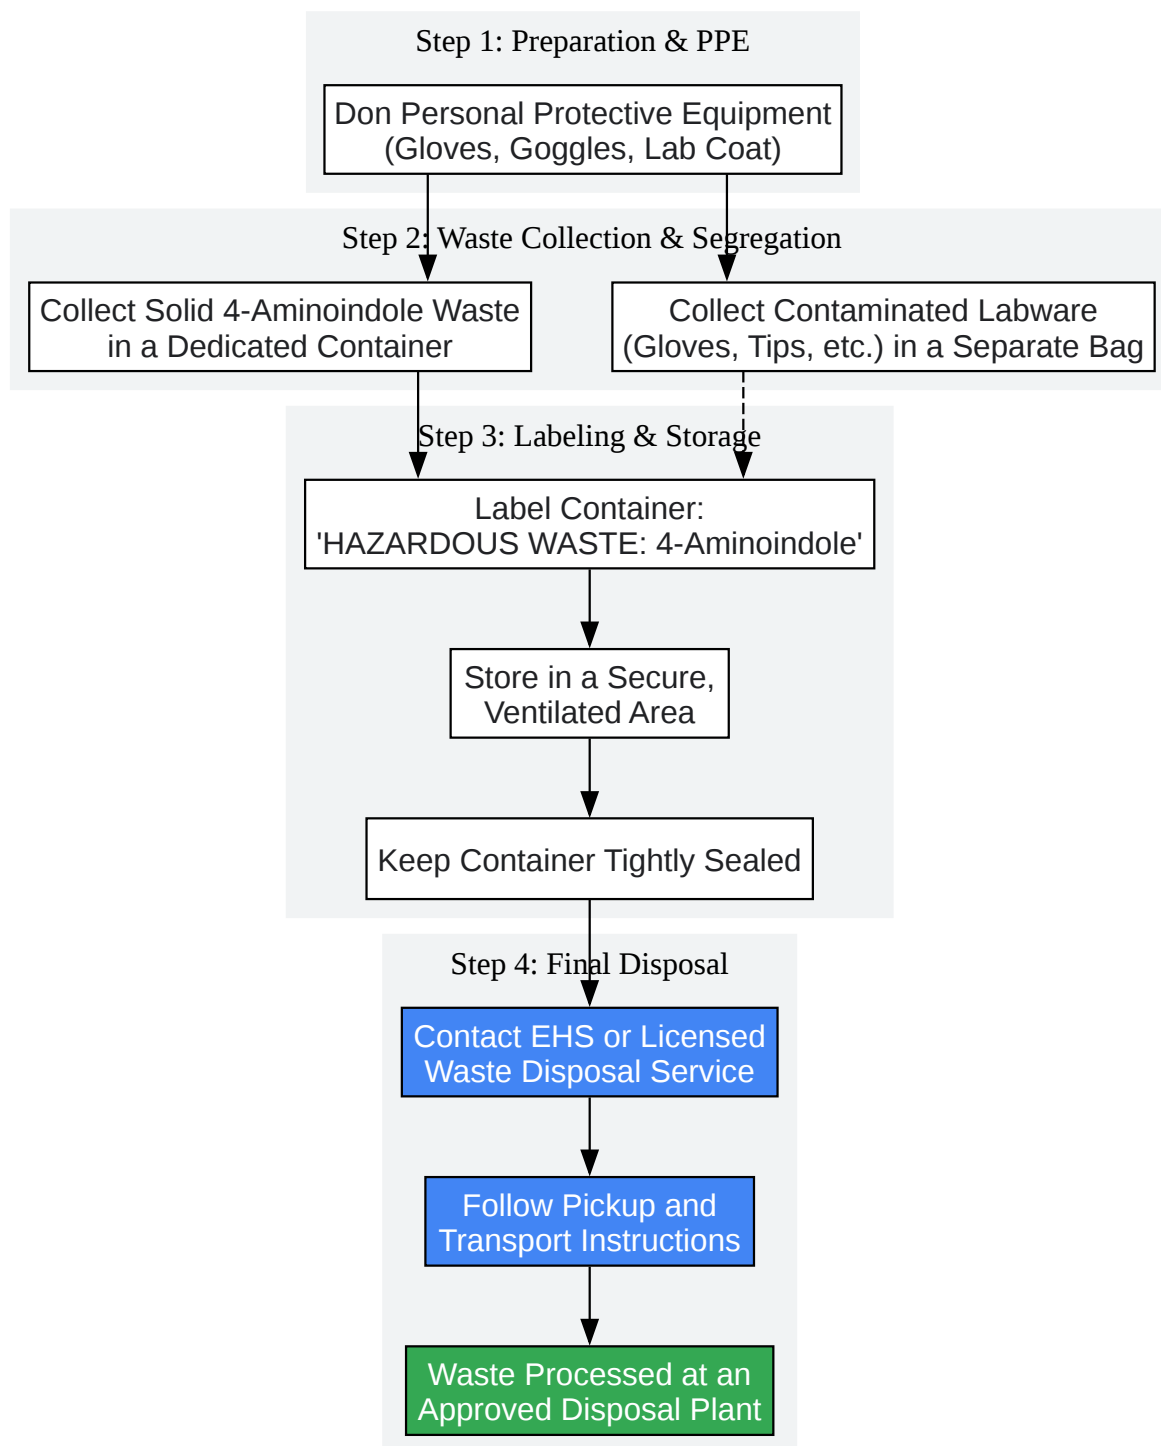 Step 1: Preparation & PPE
Don Personal Protective Equipment
(Gloves, Goggles, Lab Coat)
Step 2: Waste Collection & Segregation
Collect Solid 4-Aminoindole Waste
in a Dedicated Container
Collect Contaminated Labware
(Gloves, Tips, etc.) in a Separate Bag
Step 3: Labeling & Storage
Label Container:
'HAZARDOUS WASTE: 4-Aminoindole'
Store in a Secure,
Ventilated Area
Keep Container Tightly Sealed
Step 4: Final Disposal
Contact EHS or Licensed
Waste Disposal Service
Follow Pickup and
Transport Instructions
Waste Processed at an
Approved Disposal Plant